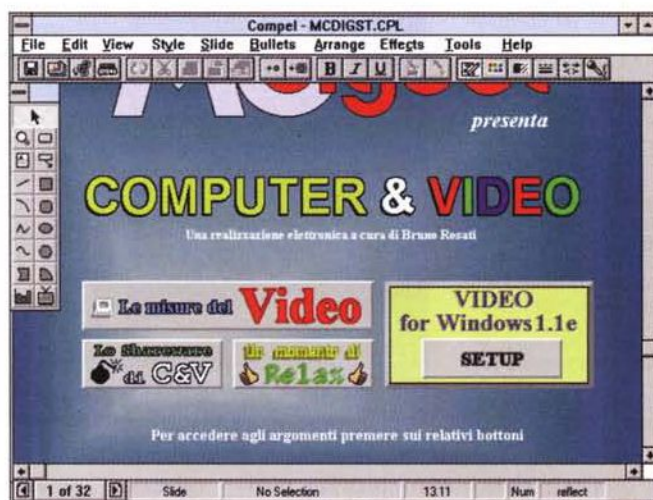 Compel - MCDIGST.CPL
File Edit View Style Slide Bullets Arrange Effects Tools Help
B I U
MCdigest
presenta
COMPUTER & VIDEO
Una realizzazione elettronica a cura di Bruno Rosati
Le misure del Video
VIDEO
for Windows 1.1e
SETUP
Lo Shareware
di C&V
Un momento di
Relax
Per accedere agli argomenti premere sui relativi bottoni
1 of 32 Slide No Selection 13.11 Num reflect